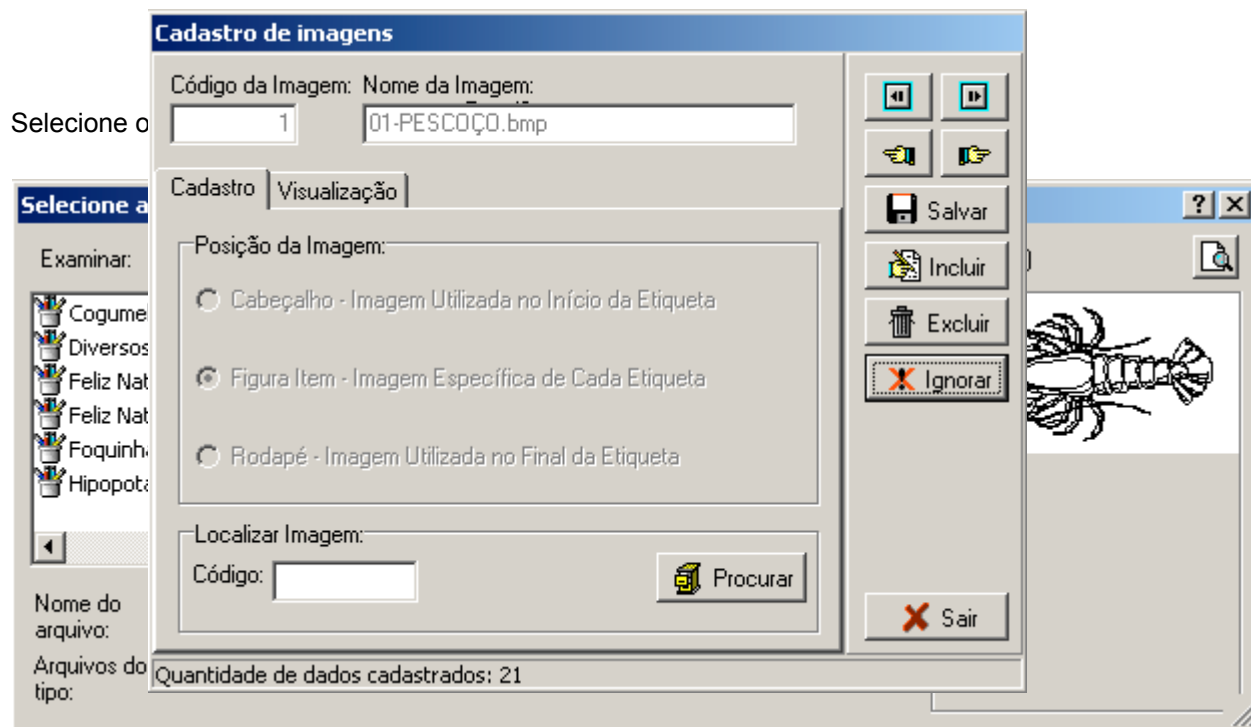 Cadastro de imagens
Código da Imagem: Nome da Imagem:
1 01-PESCOÇO.bmp
Selecione o
Cadastro Visualização
Selecione a
Examinar:
Posição da Imagem:
Cabeçalho - Imagem Utilizada no Início da Etiqueta
Figura Item - Imagem Específica de Cada Etiqueta
Rodapé - Imagem Utilizada no Final da Etiqueta
Diversos
Feliz Nat
Feliz Nat
Localizar Imagem:
Código:
Procurar
Salvar
Incluir
Excluir
Ignorar
Sair
Nome do
arquivo:
Arquivos do
tipo:
Quantidade de dados cadastrados: 21